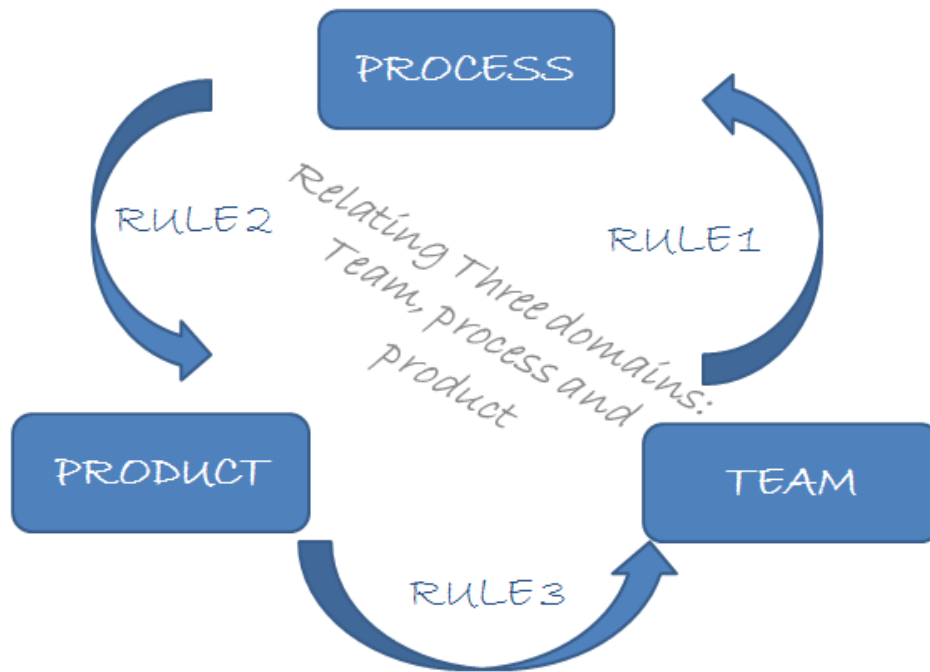 PROCESS
RULE 2
RULE 1
Relating Three domains:
Team, process and
product
PRODUCT
TEAM
RULE 3